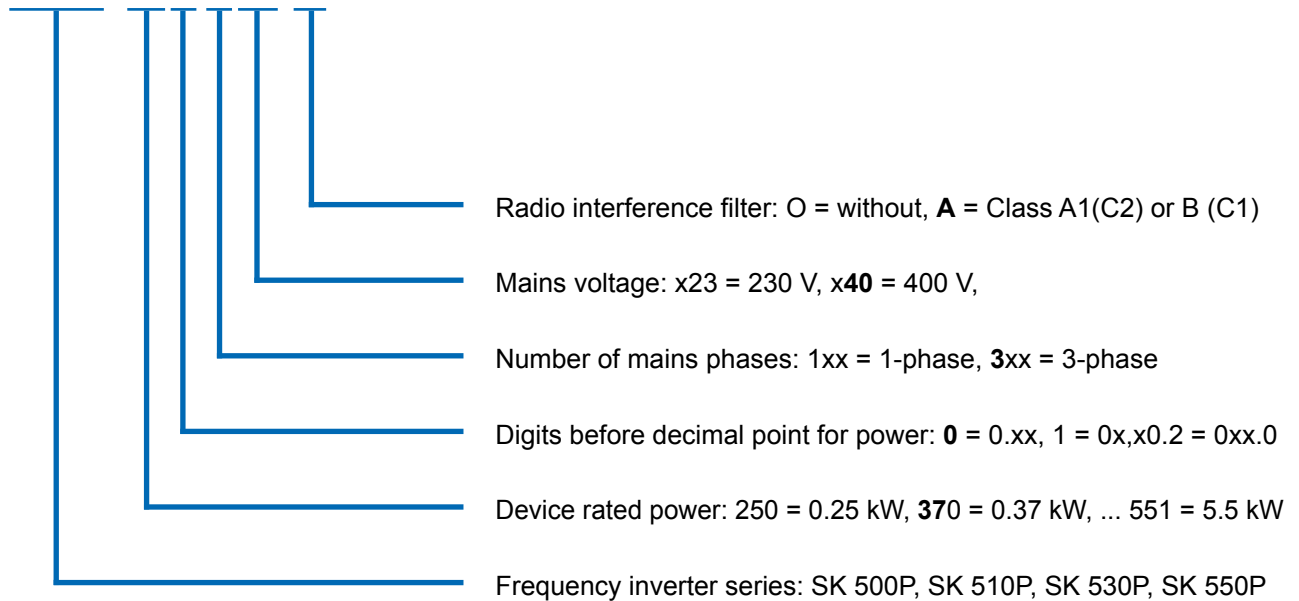 Radio interference filter: O = without, A = Class A1(C2) or B (C1)
Mains voltage: x23 = 230 V, x40 = 400 V,
Number of mains phases: 1xx = 1-phase, 3xx = 3-phase
Digits before decimal point for power: 0 = 0.xx, 1 = 0x,x0.2 = 0xx.0
Device rated power: 250 = 0.25 kW, 370 = 0.37 kW, ... 551 = 5.5 kW
Frequency inverter series: SK 500P, SK 510P, SK 530P, SK 550P